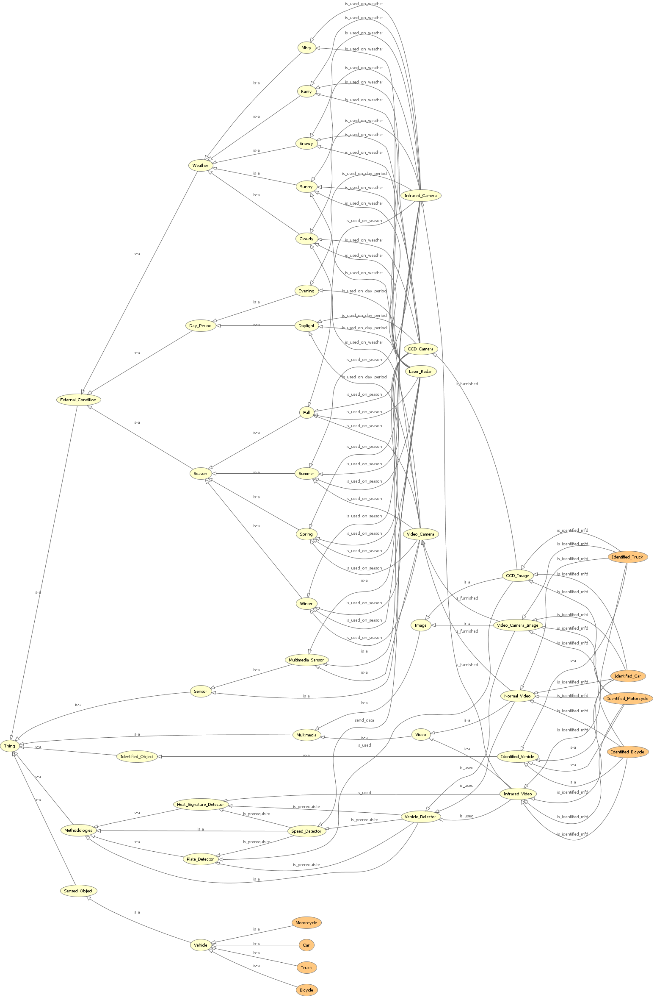 is_used_on_weather
is_used_on_weather
is_used_on_weather
Misty
is_used_on_weather
is_used_on_weather
is-a
is_used_on_weather
Rainy
is_used_on_weather
is-a
is_used_on_weather
is_used_on_weather
Snowy
is-a
is_used_on_weather
Weather
is-a
is_used_on_day_period
Sunny
is_used_on_weather
is-a
Infrared_Camera
is_used_on_weather
is_used_on_season
Cloudy
is_used_on_weather
is-a
is_used_on_weather
is_used_on_weather
Evening
is_used_on_day_period
is-a
is_used_on_day_period
Day_Period
is-a
Daylight
is_used_on_day_period
is_used_on_weather
CCD_Camera
is-a
is_used_on_season
Laser_Radar
is_used_on_day_period
is_furnished
is_used_on_season
External_Condition
Fall
is_used_on_season
is-a
is_used_on_season
is-a
is_used_on_season
is_used_on_season
Season
is-a
Summer
is_used_on_season
is-a
is_used_on_season
is_used_on_season
is-a
is_identified_mfd
Spring
is_used_on_season
Video_Camera
is_identified_mfd
is_used_on_season
Identified_Truck
is_identified_mfd
is_used_on_season
is_identified_mfd
CCD_Image
is-a
is-a
is-a
is_identified_mfd
is_furnished
Winter
is_used_on_season
is_identified_mfd
is_used_on_season
Image
is-a
Video_Camera_Image
is_identified_mfd
is_furnished
is_used_on_season
is_identified_mfd
is-a
Multimedia_Sensor
is-a
is_furnished
is-a
is-a
Identified_Car
is_identified_mfd
Sensor
is-a
Normal_Video
is_identified_mfd
Identified_Motorcycle
is-a
is-a
is_identified_mfd
send_data
is-a
is_identified_mfd
is-a
Multimedia
is-a
Video
Thing
is-a
is_used
is-a
is-a
Identified_Bicycle
Identified_Object
is-a
Identified_Vehicle
is-a
is_used
is-a
is-a
is_used
is_used
Infrared_Video
is_identified_mfd
is-a
Heat_Signature_Detector
is_prerequisite
is-a
is_prerequisite
Vehicle_Detector
is_used
is_identified_mfd
is_prerequisite
Methodologies
is-a
Speed_Detector
is_identified_mfd
is-a
is_prerequisite
Plate_Detector
is_prerequisite
is-a
Sensed_Object
is-a
Motorcycle
is-a
Vehicle
is-a
Car
is-a
Truck
is-a
Bicycle